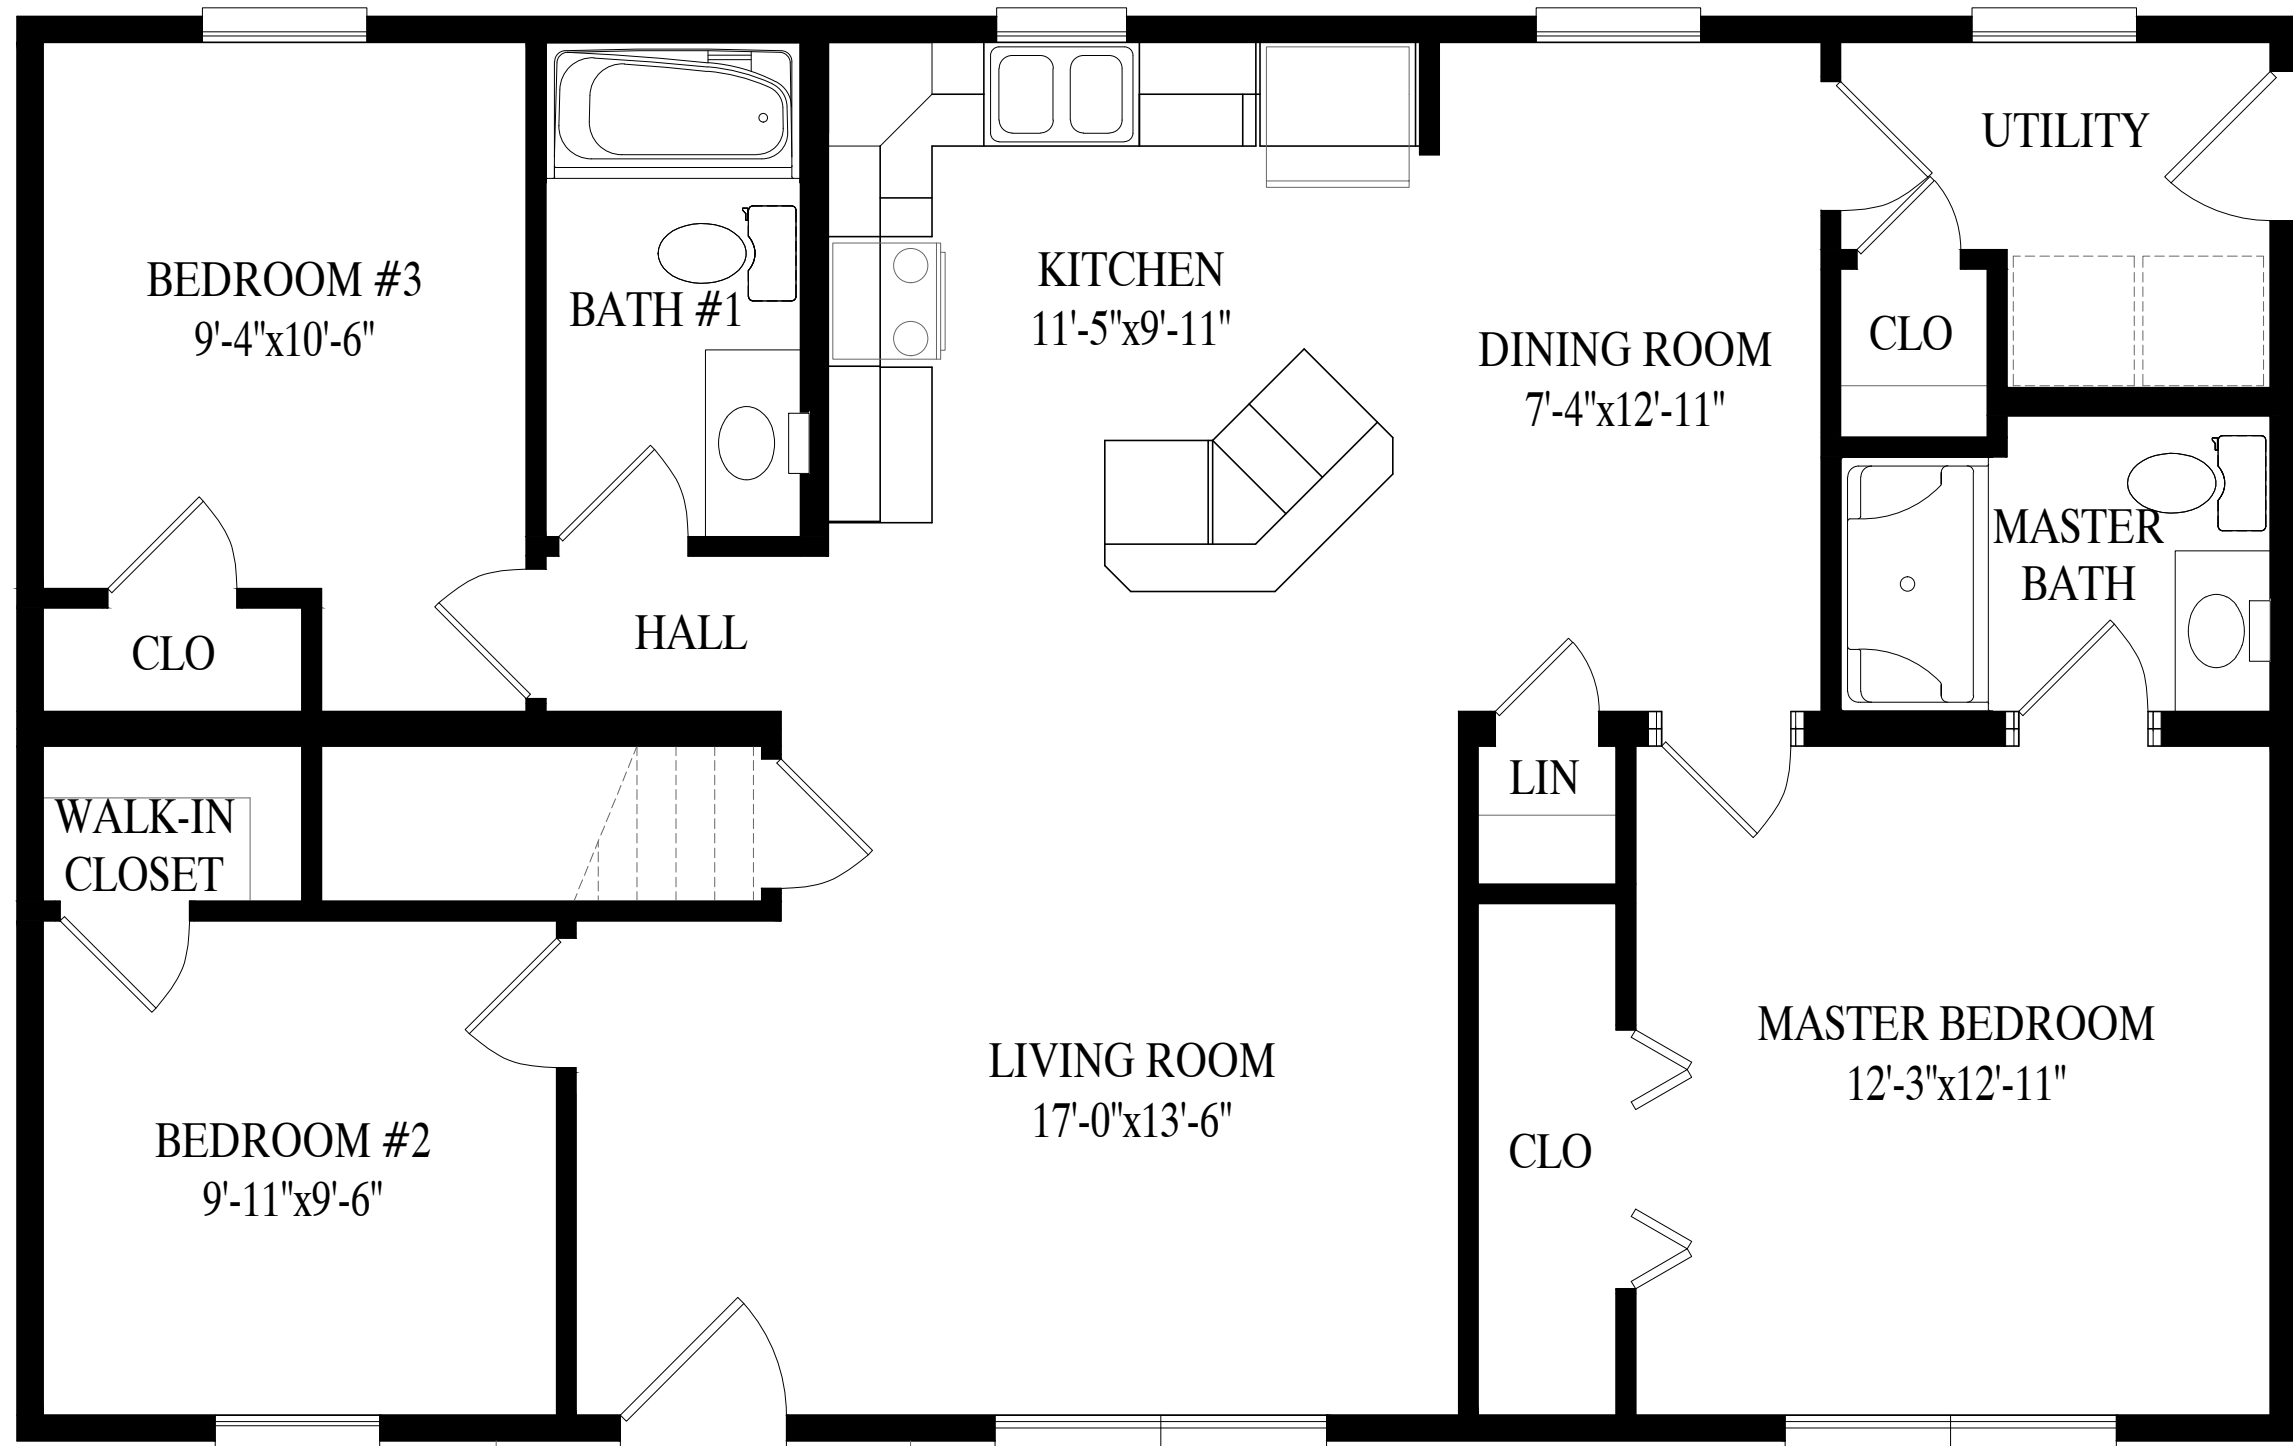 UTILITY
BEDROOM #3
9'-4"x10'-6"
BATH #1
KITCHEN
11'-5"x9'-11"
DINING ROOM
7'-4"x12'-11"
CLO
MASTER
BATH
HALL
CLO
LIN
WALK-IN
CLOSET
MASTER BEDROOM
12'-3"x12'-11"
LIVING ROOM
17'-0"x13'-6"
CLO
BEDROOM #2
9'-11"x9'-6"